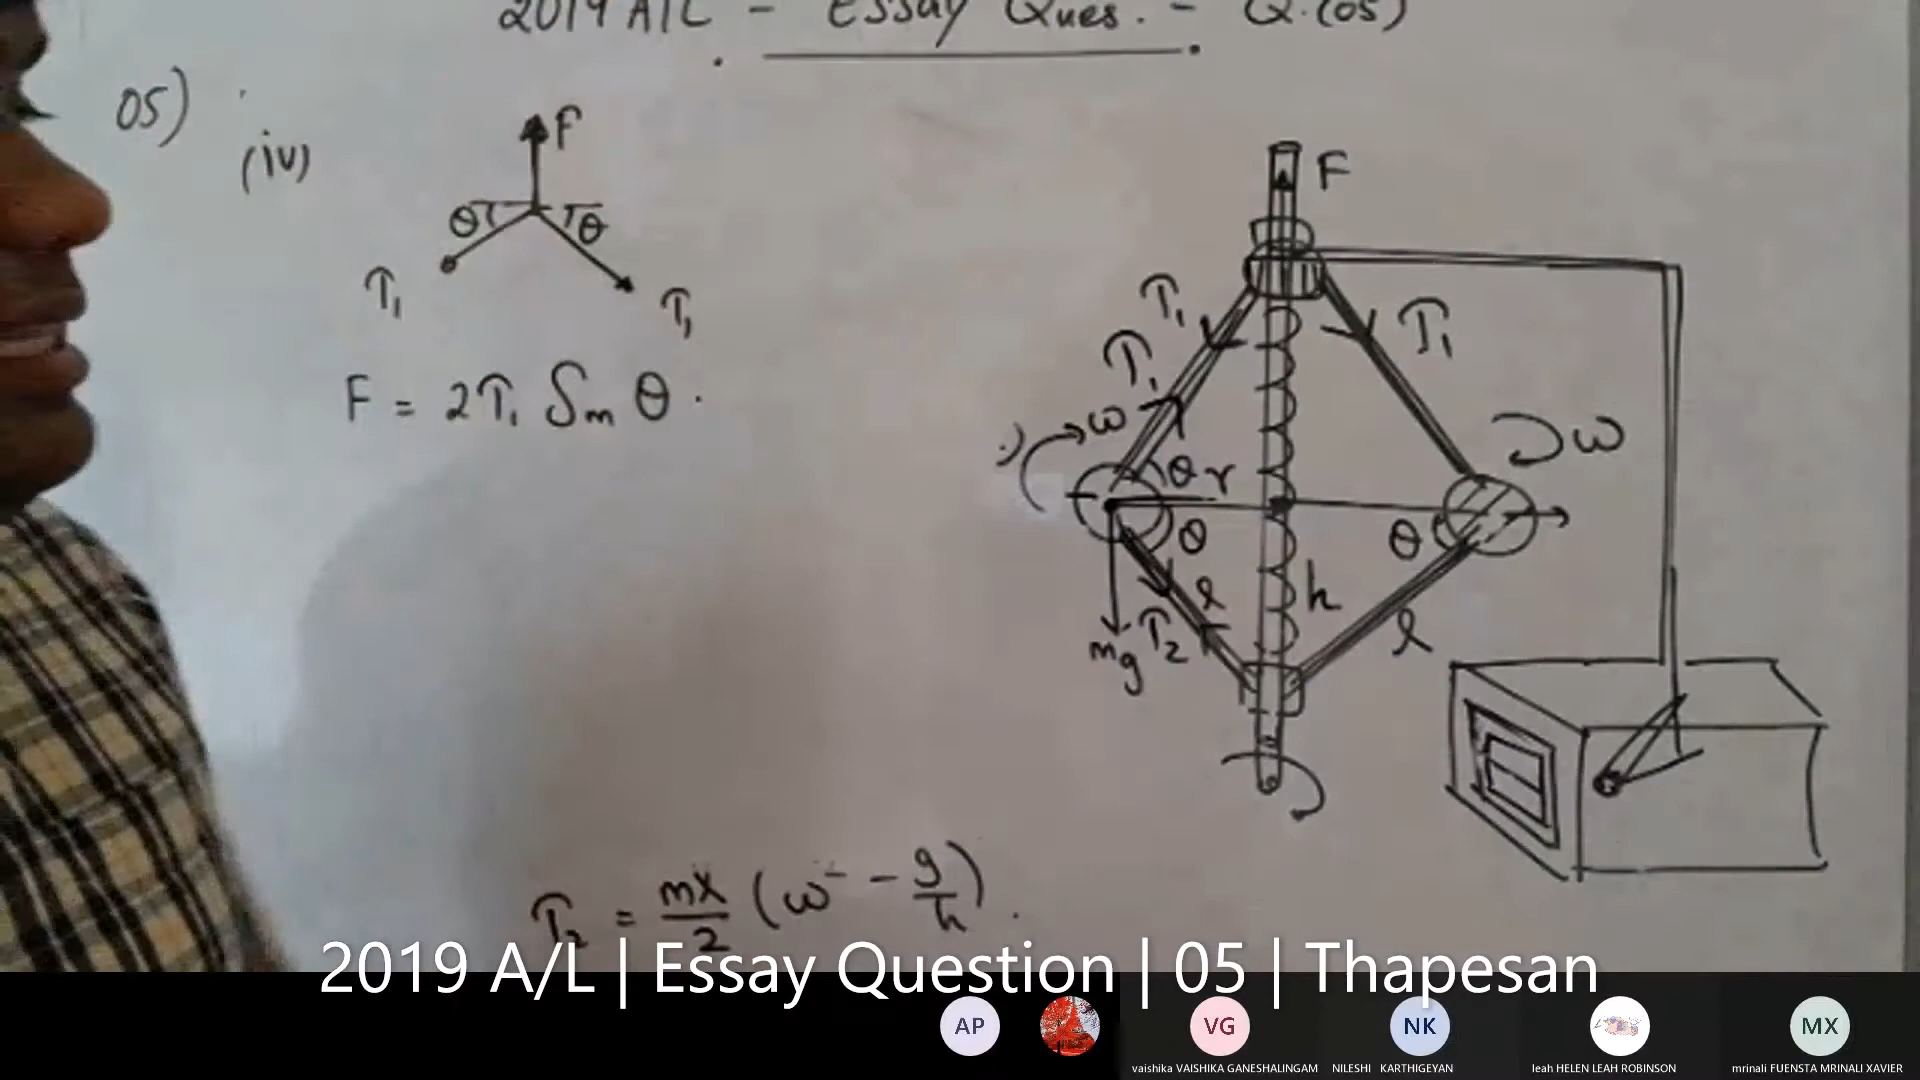 2019 A/L - Essay Ques. - Q.(05)
05)
(iv)
F
θ θ
T₁ T₁
F = 2T₁ Sin θ.
F
T₁ T₁
T₁
ω ω
θ r
θ θ
l h
mg T₂ l
T₂ = ml/2 (ω² - g/h).
2019 A/L | Essay Question | 05 | Thapesan
AP VG NK MX
vaishika VAISHIKA GANESHALINGAM NILESHI KARTHIGEYAN leah HELEN LEAH ROBINSON mrinali FUENSTA MRINALI XAVIER